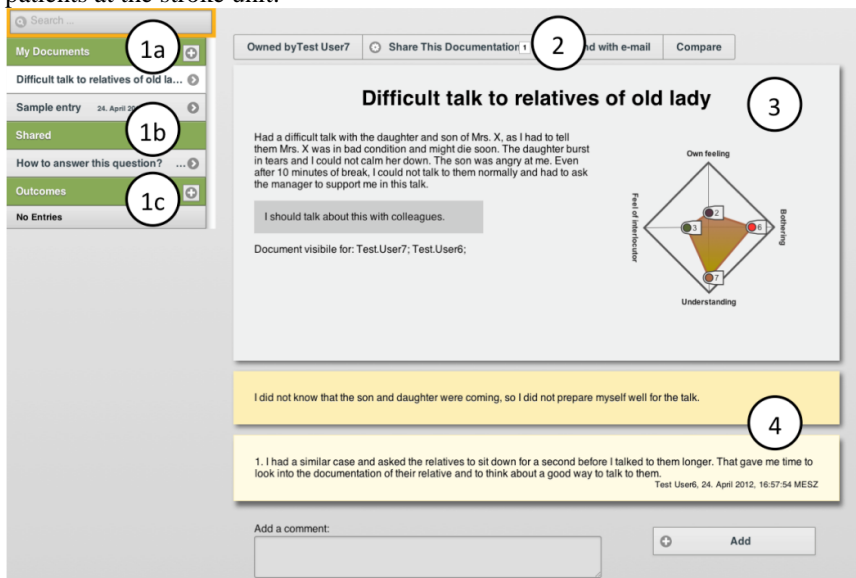 patients at the stroke unit.
Search ...
My Documents
1a
Difficult talk to relatives of old la...
Sample entry 24. April
1b
Shared
How to answer this question? ...
Outcomes
1c
No Entries
Owned byTest User7
Share This Documentation 1
2
with e-mail
Compare
Difficult talk to relatives of old lady
3
Had a difficult talk with the daughter and son of Mrs. X, as I had to tell
them Mrs. X was in bad condition and might die soon. The daughter burst
in tears and I could not calm her down. The son was angry at me. Even
after 10 minutes of break, I could not talk to them normally and had to ask
the manager to support me in this talk.
I should talk about this with colleagues.
Document visibile for: Test.User7; Test.User6;
Own feeling
Feel of interlocutor
Bothering
Understanding
2
3
6
7
I did not know that the son and daughter were coming, so I did not prepare myself well for the talk.
4
1. I had a similar case and asked the relatives to sit down for a second before I talked to them longer. That gave me time to
look into the documentation of their relative and to think about a good way to talk to them.
Test User6, 24. April 2012, 16:57:54 MESZ
Add a comment:
Add